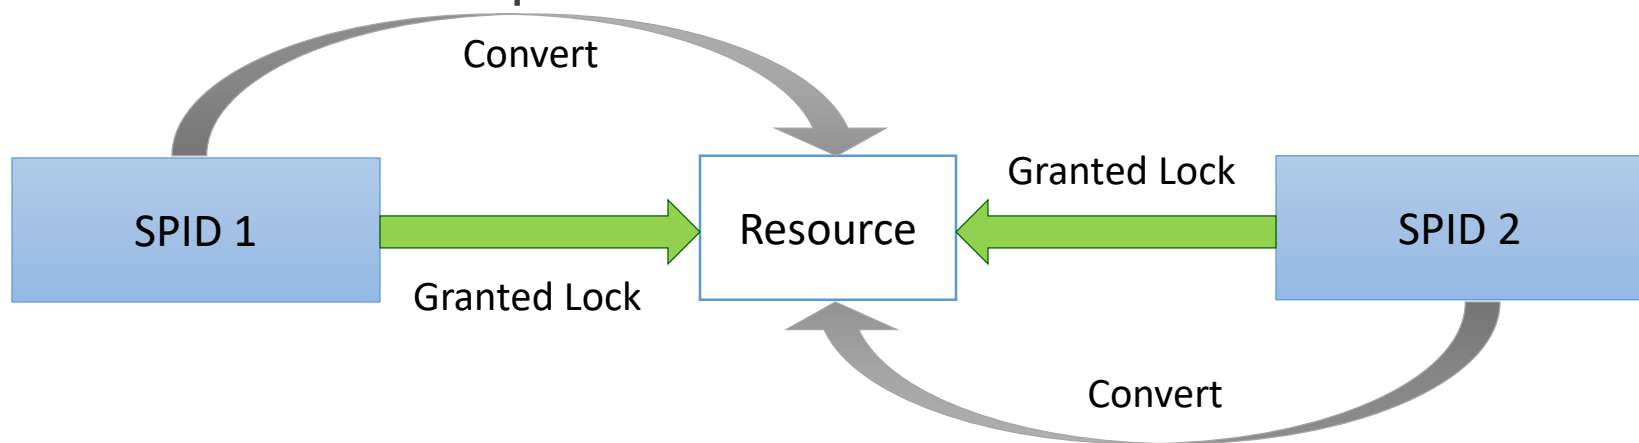 Convert
Granted Lock
SPID 1
Resource
SPID 2
Granted Lock
Convert